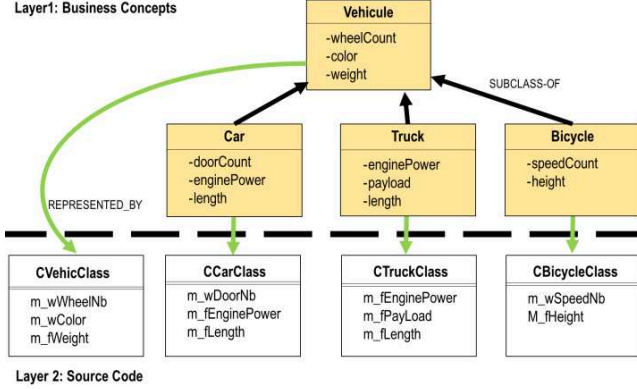 Layer1: Business Concepts
Vehicule
-wheelCount
-color
-weight
SUBCLASS-OF
Car
-doorCount
-enginePower
-length
Truck
-enginePower
-payload
-length
Bicycle
-speedCount
-height
REPRESENTED_BY
CVehicClass
m_wWheelNb
m_wColor
m_fWeight
CCarClass
m_wDoorNb
m_fEnginePower
m_fLength
CTruckClass
m_fEnginePower
m_fPayLoad
m_fLength
CBicycleClass
m_wSpeedNb
M_fHeight
Layer 2: Source Code